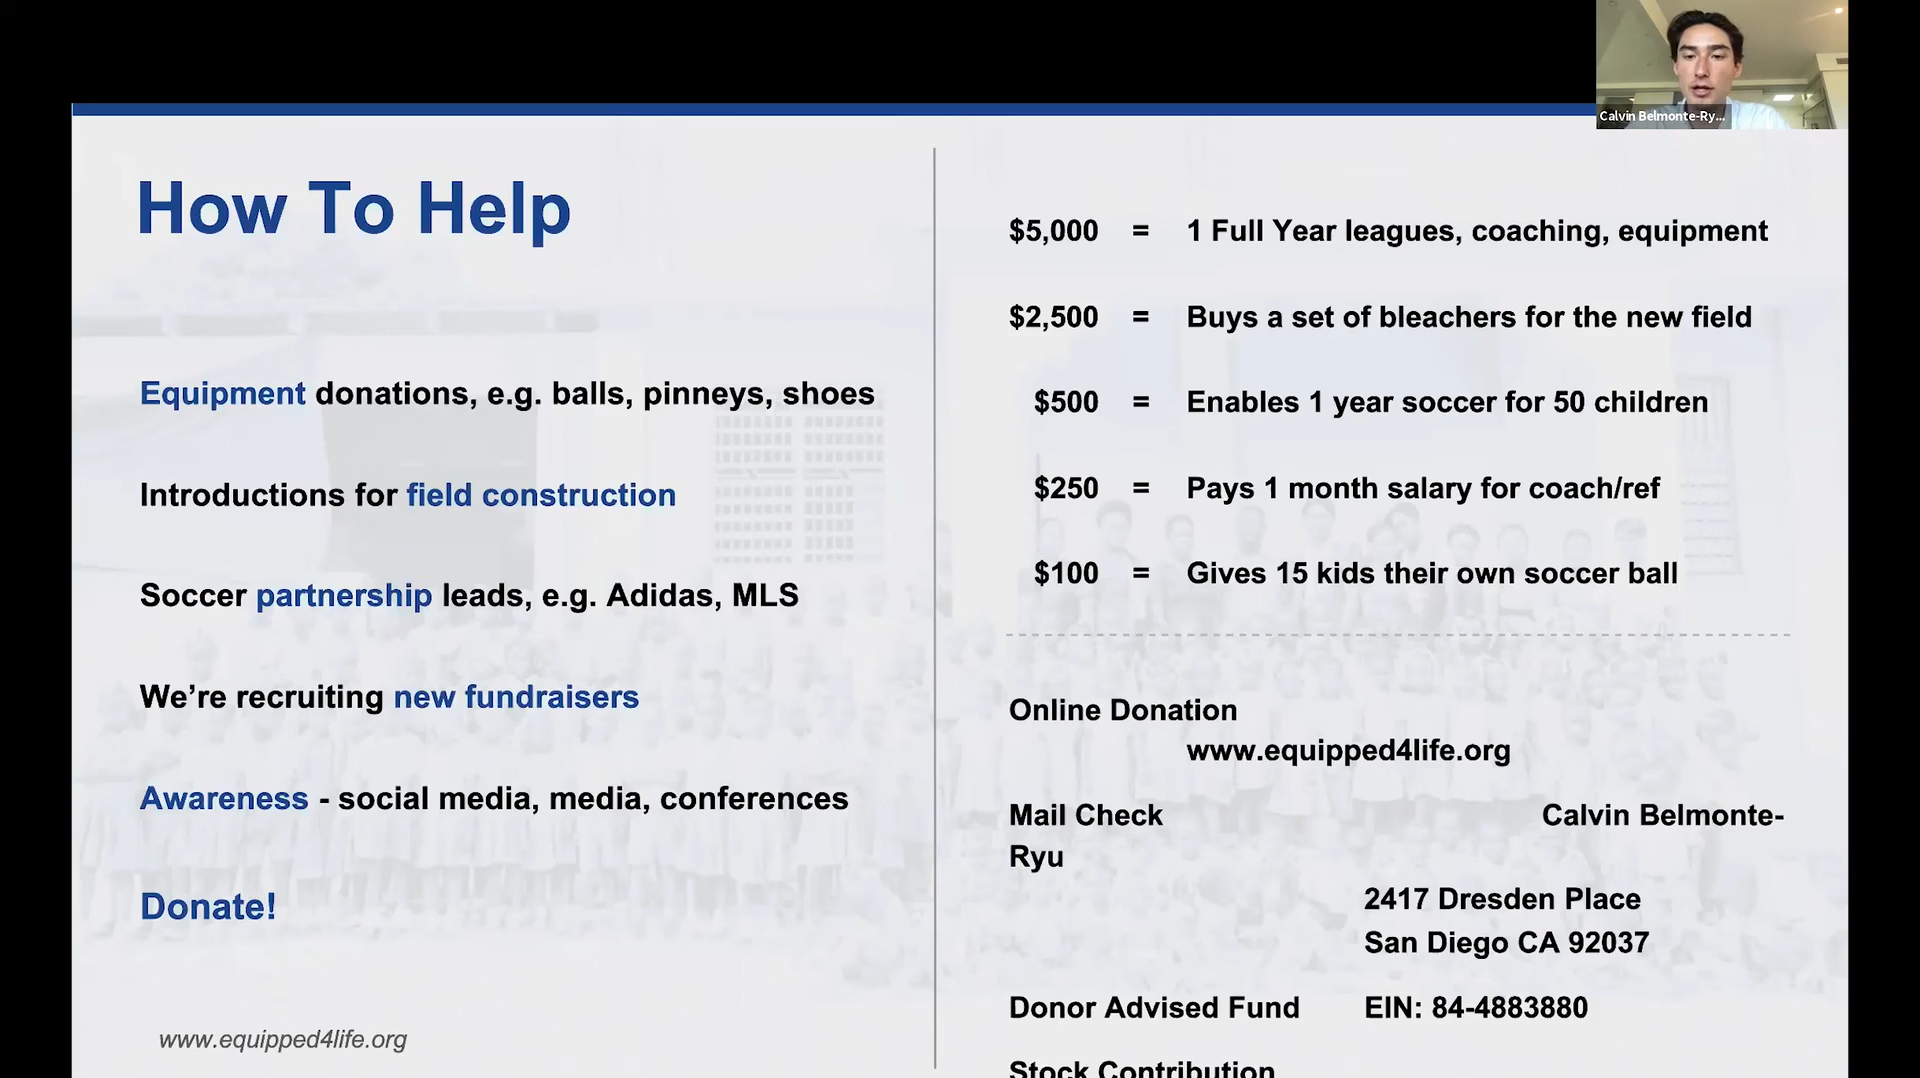 Calvin Belmonte-Ry...
How To Help
Equipment donations, e.g. balls, pinneys, shoes
Introductions for field construction
Soccer partnership leads, e.g. Adidas, MLS
We’re recruiting new fundraisers
Awareness - social media, media, conferences
Donate!
www.equipped4life.org
$5,000 = 1 Full Year leagues, coaching, equipment
$2,500 = Buys a set of bleachers for the new field
$500 = Enables 1 year soccer for 50 children
$250 = Pays 1 month salary for coach/ref
$100 = Gives 15 kids their own soccer ball
Online Donation
www.equipped4life.org
Mail Check Calvin Belmonte-
Ryu
2417 Dresden Place
San Diego CA 92037
Donor Advised Fund EIN: 84-4883880
Stock Contribution